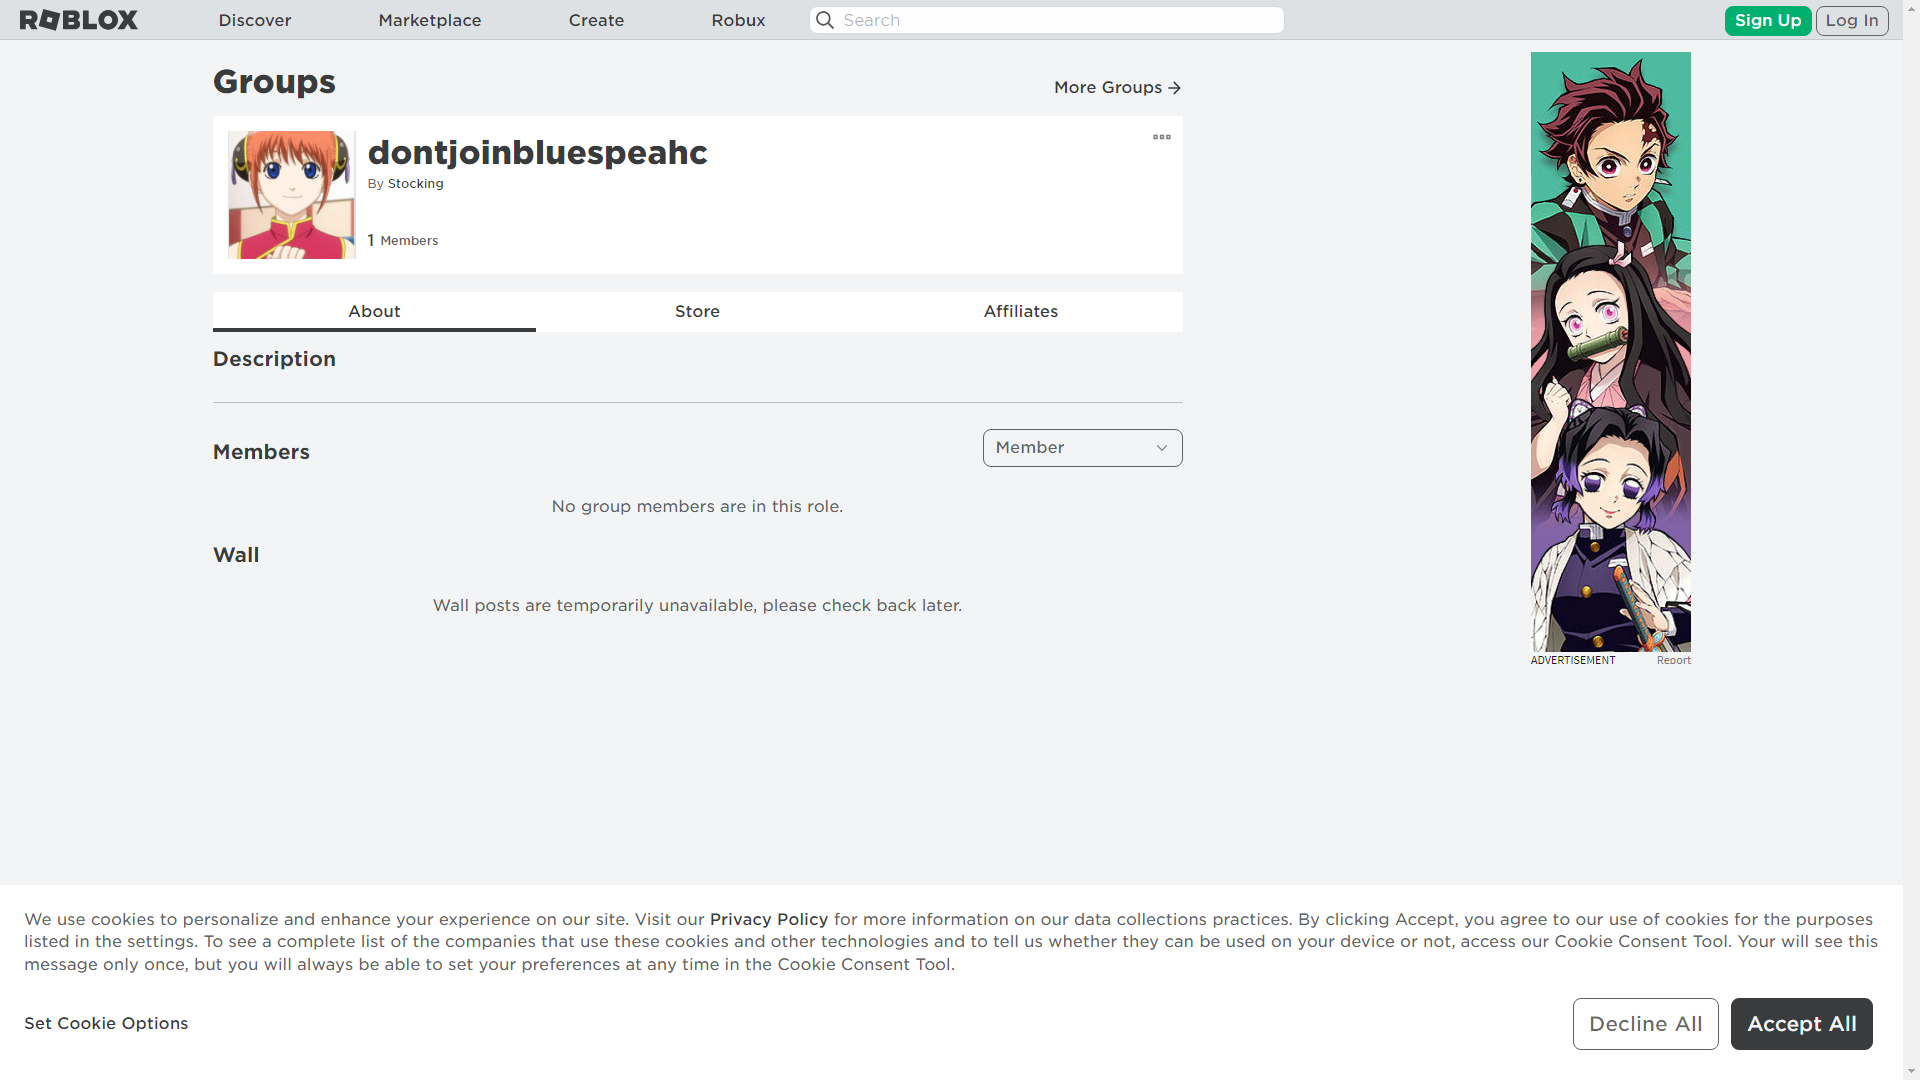 ROBLOX
Discover
Marketplace
Create
Robux
Search
Sign Up
Log In
Groups
More Groups
dontjoinbluespeahc
By Stocking
1 Members
About
Store
Affiliates
Description
Members
Member
No group members are in this role.
Wall
Wall posts are temporarily unavailable, please check back later.
ADVERTISEMENT
Report
We use cookies to personalize and enhance your experience on our site. Visit our Privacy Policy for more information on our data collections practices. By clicking Accept, you agree to our use of cookies for the purposes
listed in the settings. To see a complete list of the companies that use these cookies and other technologies and to tell us whether they can be used on your device or not, access our Cookie Consent Tool. Your will see this
message only once, but you will always be able to set your preferences at any time in the Cookie Consent Tool.
Set Cookie Options
Decline All
Accept All